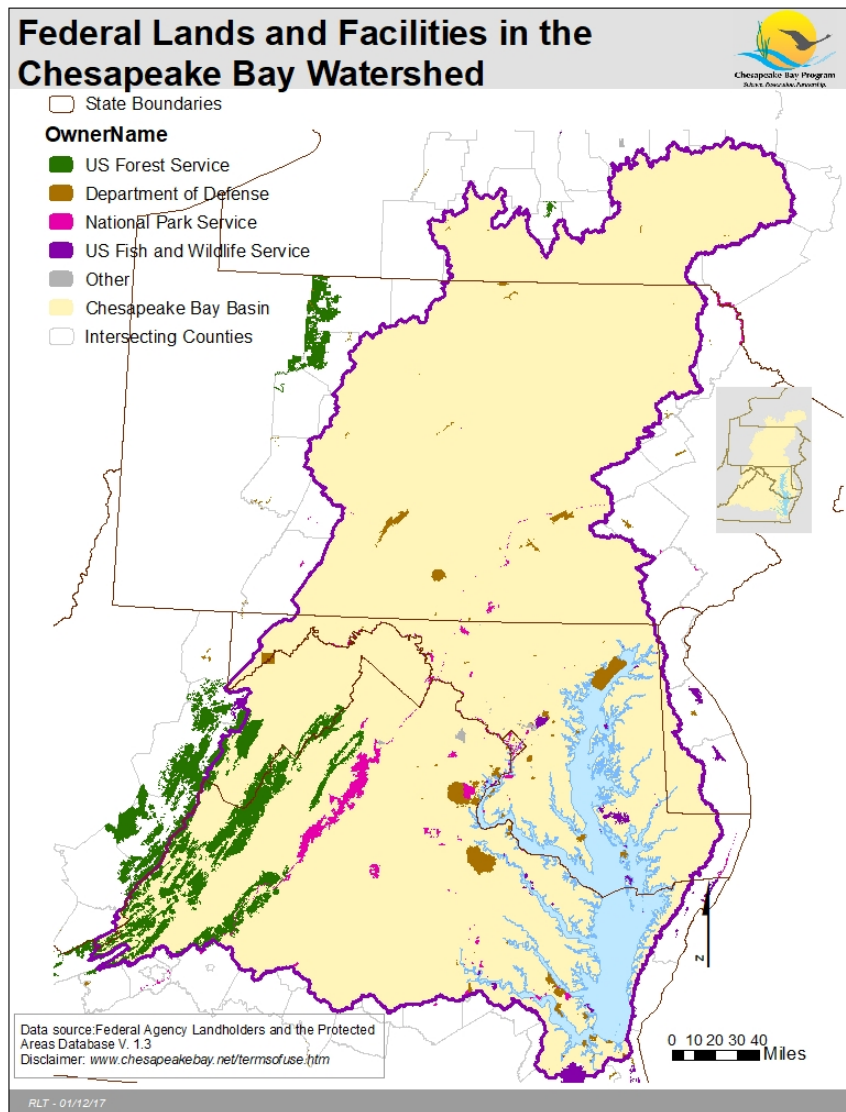 Federal Lands and Facilities in the
Chesapeake Bay Watershed
Chesapeake Bay Program
Science. Restoration. Partnership.
State Boundaries
OwnerName
US Forest Service
Department of Defense
National Park Service
US Fish and Wildlife Service
Other
Chesapeake Bay Basin
Intersecting Counties
N
Data source:Federal Agency Landholders and the Protected
Areas Database V. 1.3
Disclaimer: www.chesapeakebay.net/termsofuse.htm
0 10 20 30 40
Miles
RLT - 01/12/17